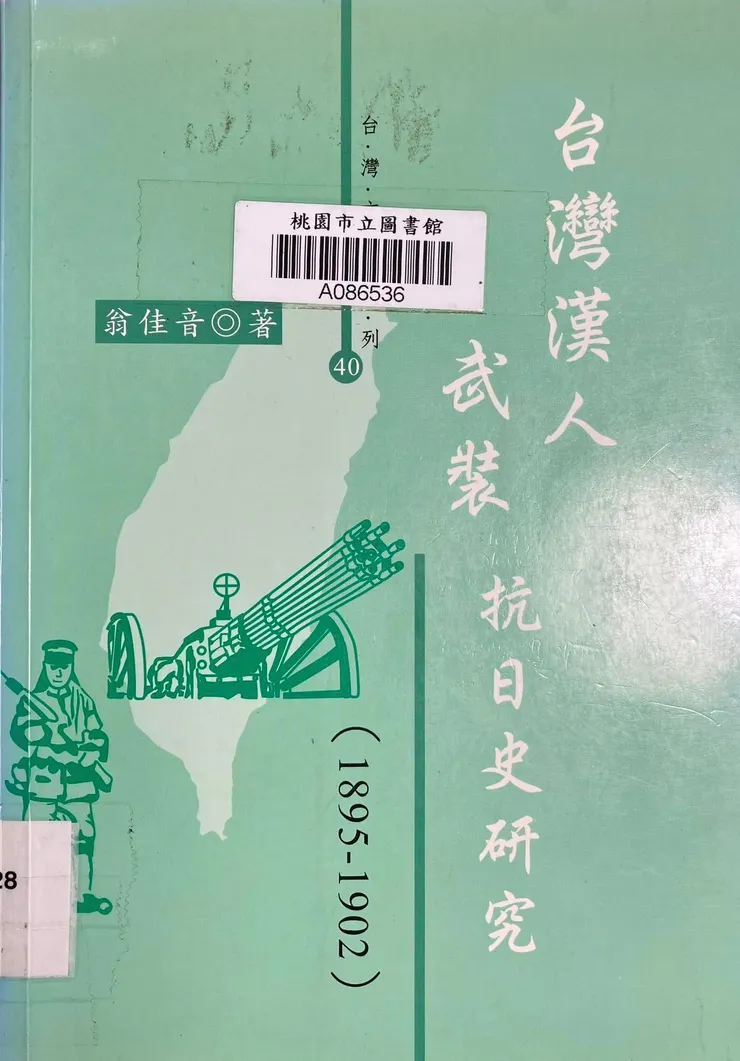 台灣漢人
武裝抗日史研究
(1895-1902)
台·灣·
·列
40
桃園市立圖書館
A086536
翁佳音◎著
28